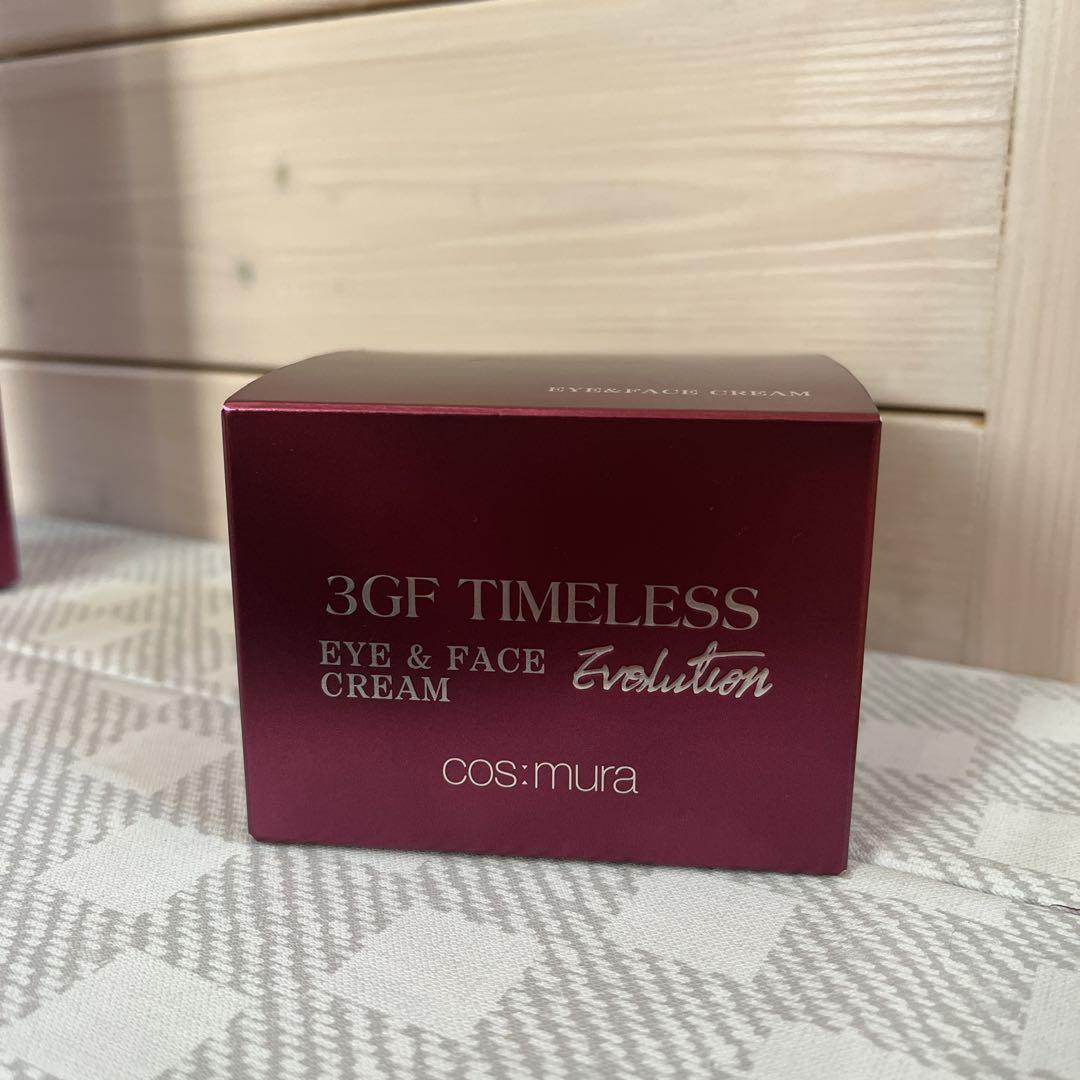 EYE&FACE CREAM
3GF TIMELESS
EYE & FACE
CREAM
Evolution
cos:mura